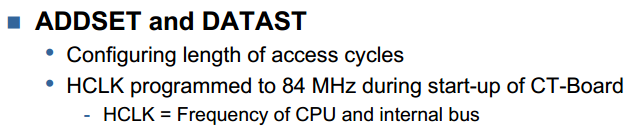 ■ ADDSET and DATAST
• Configuring length of access cycles
• HCLK programmed to 84 MHz during start-up of CT-Board
- HCLK = Frequency of CPU and internal bus